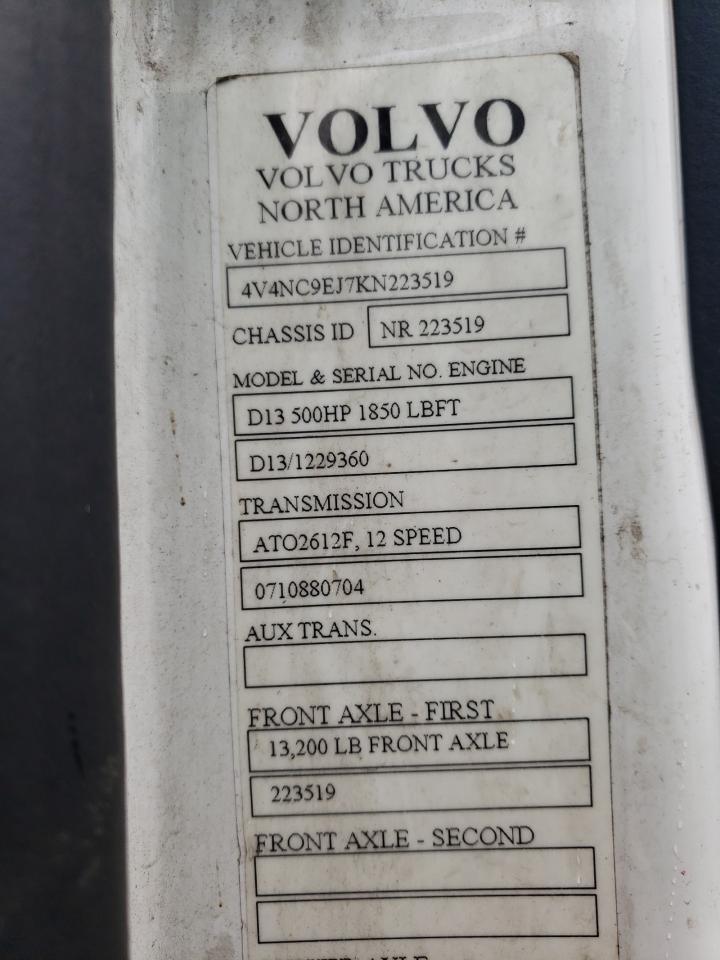 VOLVO
VOLVO TRUCKS
NORTH AMERICA
VEHICLE IDENTIFICATION #
4V4NC9EJ7KN223519
CHASSIS ID NR 223519
MODEL & SERIAL NO. ENGINE
D13 500HP 1850 LBFT
D13/1229360
TRANSMISSION
ATO2612F, 12 SPEED
0710880704
AUX TRANS.
FRONT AXLE - FIRST
13,200 LB FRONT AXLE
223519
FRONT AXLE - SECOND
AXLE